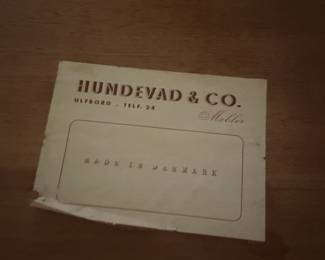 HUNDEVAD & CO.
ULFBORG - TELF. 24
Møbler
MADE IN DENMARK